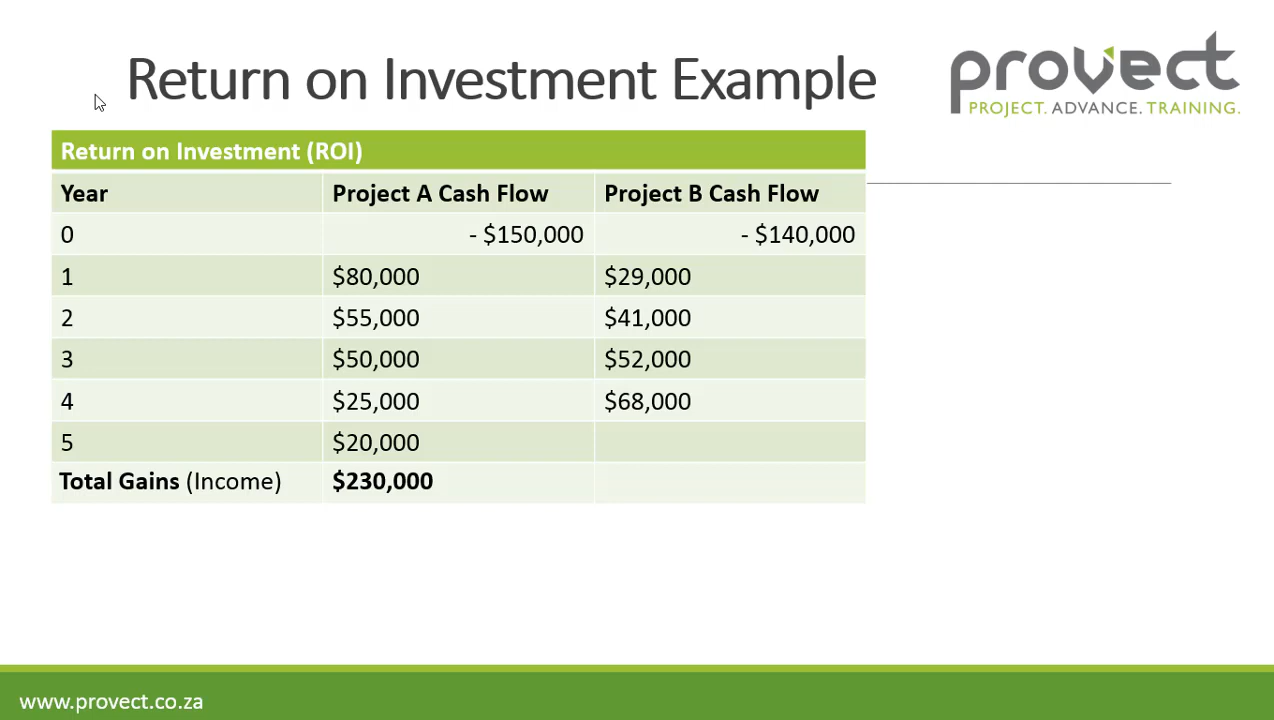 Return on Investment Example
provect
PROJECT. ADVANCE. TRAINING.
Return on Investment (ROI)
Year Project A Cash Flow Project B Cash Flow
0 - $150,000 - $140,000
1 $80,000 $29,000
2 $55,000 $41,000
3 $50,000 $52,000
4 $25,000 $68,000
5 $20,000
Total Gains (Income) $230,000
www.provect.co.za